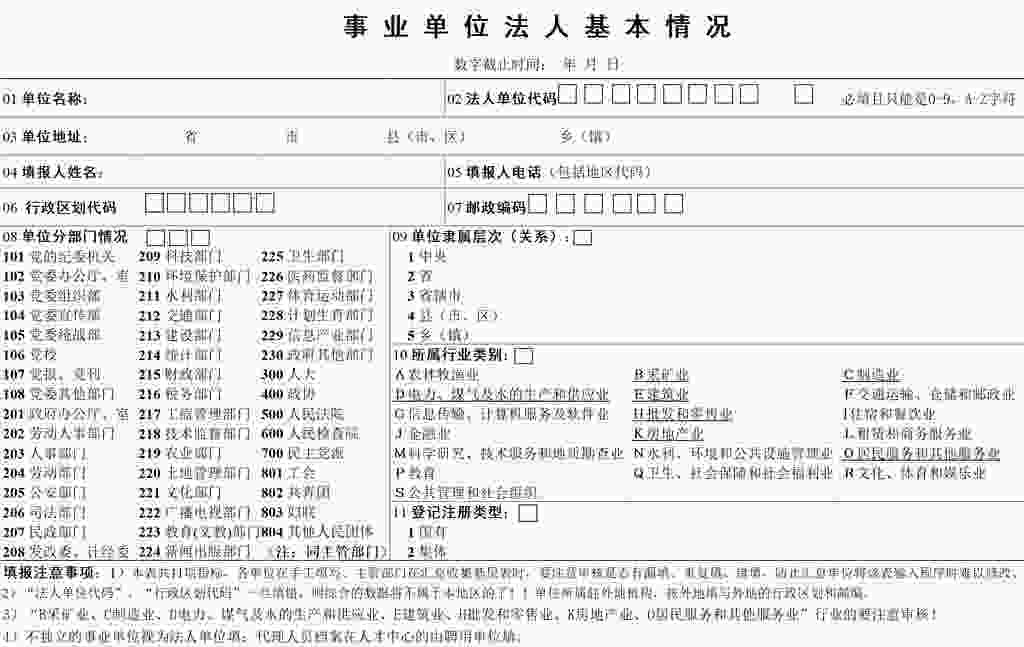 事业单位法人基本情况
数字截止时间： 年 月 日
01 单位名称： 02 法人单位代码 必填且只能是0-9，A-Z字符
03 单位地址： 省 市 县（市、区） 乡（镇）
04 填报人姓名： 05 填报人电话（包括地区代码）
06 行政区划代码 07 邮政编码
08 单位分部门情况 09 单位隶属层次（关系）：
101 党的纪委机关 209 科技部门 225 卫生部门 1 中央
102 党委办公厅、室 210 环境保护部门 226 医药监督部门 2 省
103 党委组织部 211 水利部门 227 体育运动部门 3 省辖市
104 党委宣传部 212 交通部门 228 计划生育部门 4 县（市、区）
105 党委统战部 213 建设部门 229 信息产业部门 5 乡（镇）
106 党校 214 统计部门 230 政府其他部门 10 所属行业类别：
107 党报、党刊 215 财政部门 300 人大 A 农林牧渔业 B 采矿业 C 制造业
108 党委其他部门 216 税务部门 400 政协 D 电力、煤气及水的生产和供应业 E 建筑业 F 交通运输、仓储和邮政业
201 政府办公厅、室 217 工商管理部门 500 人民法院 G 信息传输、计算机服务及软件业 H 批发和零售业 I 住宿和餐饮业
202 劳动人事部门 218 技术监督部门 600 人民检查院 J 金融业 K 房地产业 L 租赁和商务服务业
203 人事部门 219 农业部门 700 民主党派 M 科学研究、技术服务和地质勘查业 N 水利、环境和公共设施管理业 O 居民服务和其他服务业
204 劳动部门 220 土地管理部门 801 工会 P 教育 Q 卫生、社会保障和社会福利业 R 文化、体育和娱乐业
205 公安部门 221 文化部门 802 共青团 S 公共管理和社会组织
206 司法部门 222 广播电视部门 803 妇联 11 登记注册类型：
207 民政部门 223 教育(文教)部门 804 其他人民团体 1 国有
208 发改委、计经委 224 新闻出版部门 （注：同主管部门） 2 集体
填报注意事项：1）本表共11项指标，各单位在手工填写、主管部门在汇总收集基层表时，要注意审核是否有漏填、重复填、错填，防止汇总单位将该表输入程序时难以修改。
2）“法人单位代码”、“行政区划代码”一旦填错，则综合的数据将不属于本地区的了！！单位所属驻外地机构，按外地填写外地的行政区划和邮编。
3）“B采矿业、C制造业、D电力、煤气及水的生产和供应业、E建筑业、H批发和零售业、K房地产业、O居民服务和其他服务业”行业的要注意审核！
4）不独立的事业单位视为法人单位填；代理人员档案在人才中心的由聘用单位填。